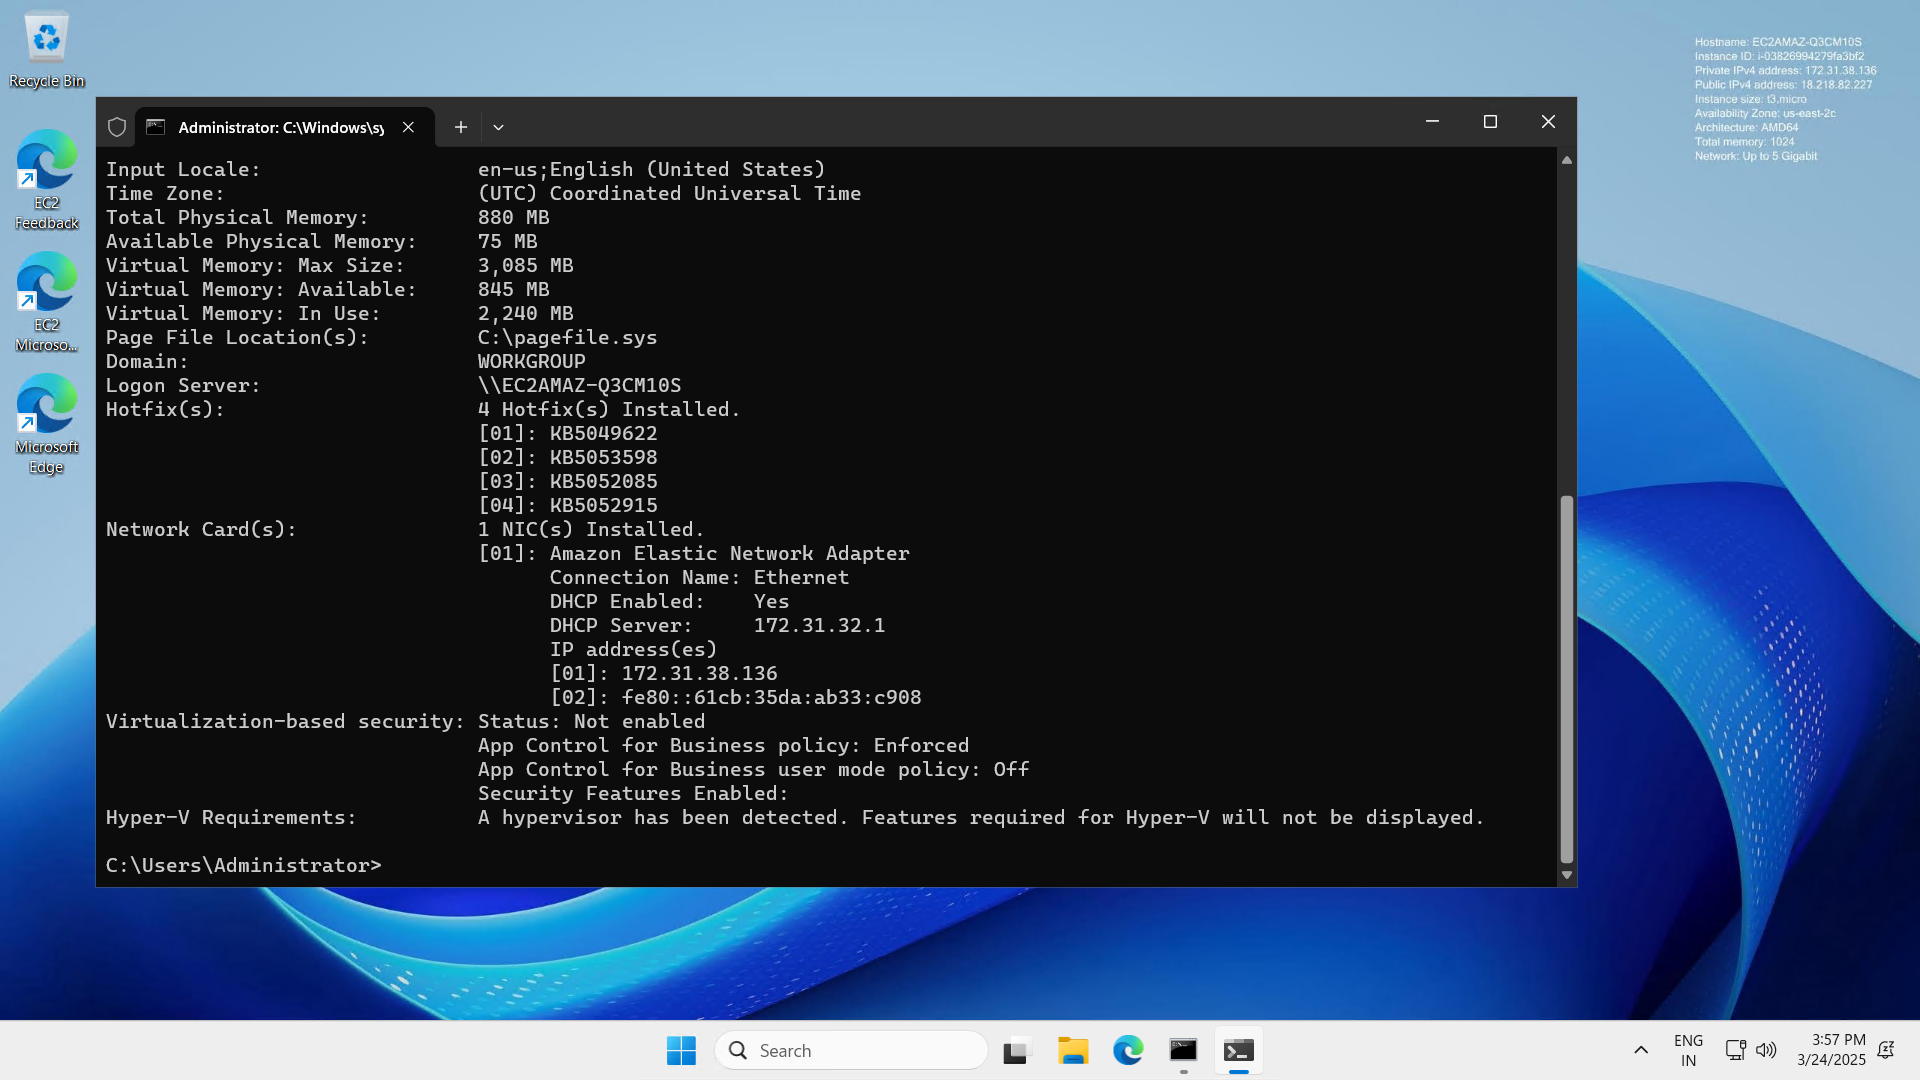 Recycle Bin
EC2
Feedback
EC2
Microso...
Microsoft
Edge
Hostname: EC2AMAZ-Q3CM10S
Instance ID: i-03826994279fa3bf2
Private IPv4 address: 172.31.38.136
Public IPv4 address: 18.218.82.227
Instance size: t3.micro
Availability Zone: us-east-2c
Architecture: AMD64
Total memory: 1024
Network: Up to 5 Gigabit
Administrator: C:\Windows\sy
Input Locale: en-us;English (United States)
Time Zone: (UTC) Coordinated Universal Time
Total Physical Memory: 880 MB
Available Physical Memory: 75 MB
Virtual Memory: Max Size: 3,085 MB
Virtual Memory: Available: 845 MB
Virtual Memory: In Use: 2,240 MB
Page File Location(s): C:\pagefile.sys
Domain: WORKGROUP
Logon Server: \\EC2AMAZ-Q3CM10S
Hotfix(s): 4 Hotfix(s) Installed.
[01]: KB5049622
[02]: KB5053598
[03]: KB5052085
[04]: KB5052915
Network Card(s): 1 NIC(s) Installed.
[01]: Amazon Elastic Network Adapter
Connection Name: Ethernet
DHCP Enabled: Yes
DHCP Server: 172.31.32.1
IP address(es)
[01]: 172.31.38.136
[02]: fe80::61cb:35da:ab33:c908
Virtualization-based security: Status: Not enabled
App Control for Business policy: Enforced
App Control for Business user mode policy: Off
Security Features Enabled:
Hyper-V Requirements: A hypervisor has been detected. Features required for Hyper-V will not be displayed.
C:\Users\Administrator>
Search
ENG
IN
3:57 PM
3/24/2025